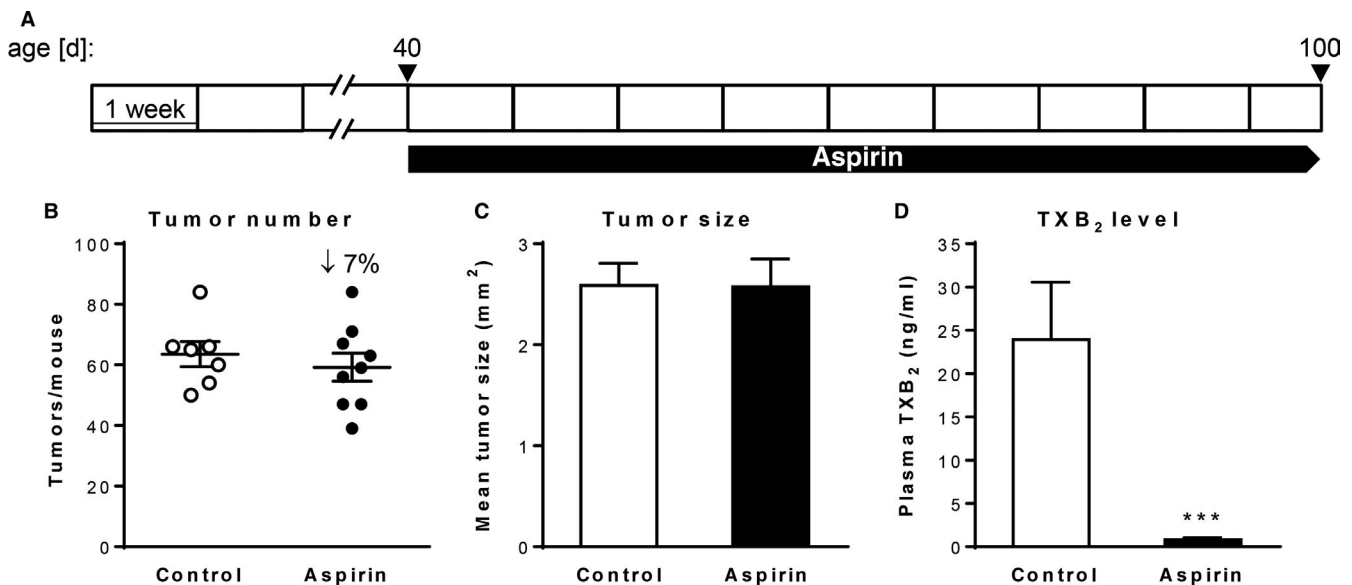 A
age [d]:
40
100
1 week
Aspirin
B
Tumor number
Tumors/mouse
100
80
60
40
20
0
↓ 7%
Control
Aspirin
C
Tumor size
Mean tumor size (mm²)
3
2
1
0
Control
Aspirin
D
TXB₂ level
Plasma TXB₂ (ng/ml)
35
30
25
20
15
10
5
0
***
Control
Aspirin